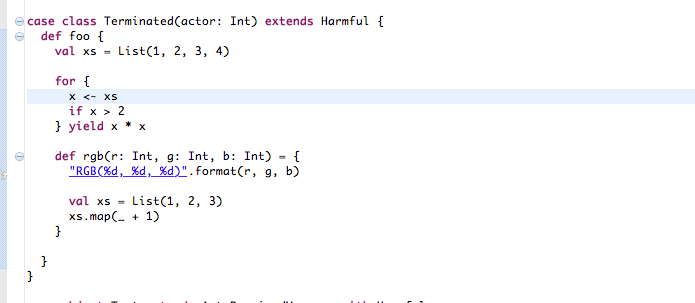 case class Terminated(actor: Int) extends Harmful {
def foo {
val xs = List(1, 2, 3, 4)
for {
x <- xs
if x > 2
} yield x * x
def rgb(r: Int, g: Int, b: Int) = {
"RGB(%d, %d, %d)".format(r, g, b)
val xs = List(1, 2, 3)
xs.map(_ + 1)
}
}
}